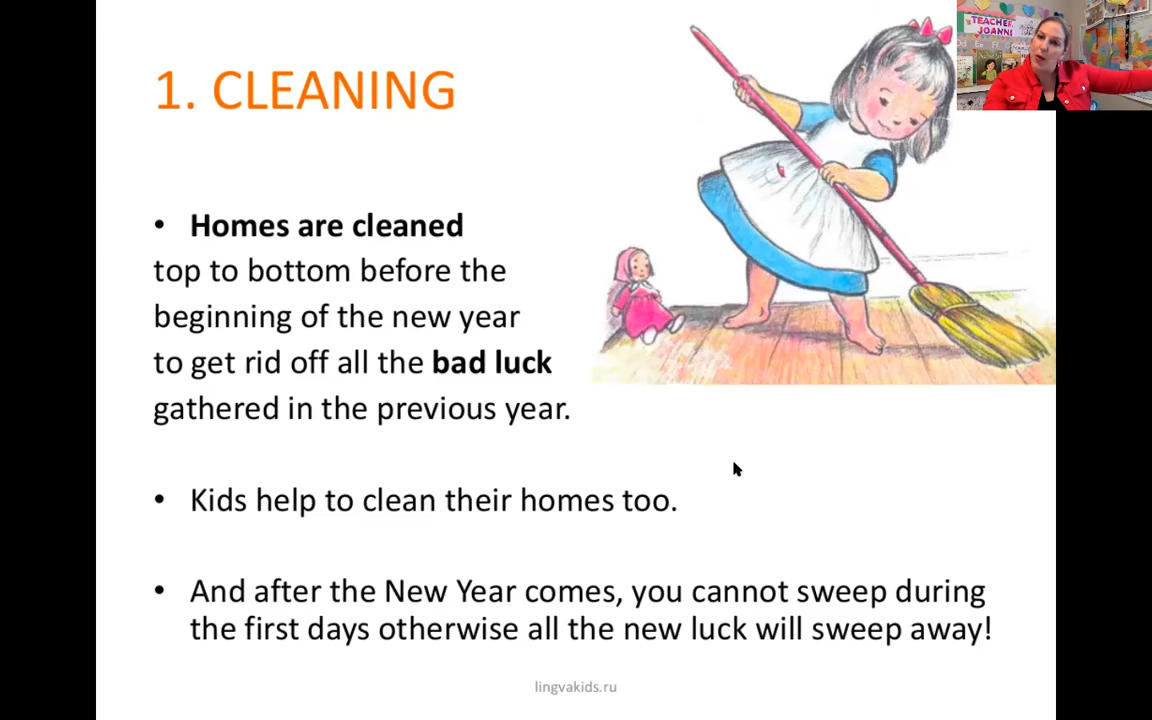 TEACHER
JOANNI
1. CLEANING
• Homes are cleaned
top to bottom before the
beginning of the new year
to get rid off all the bad luck
gathered in the previous year.
• Kids help to clean their homes too.
• And after the New Year comes, you cannot sweep during
the first days otherwise all the new luck will sweep away!
lingvakids.ru